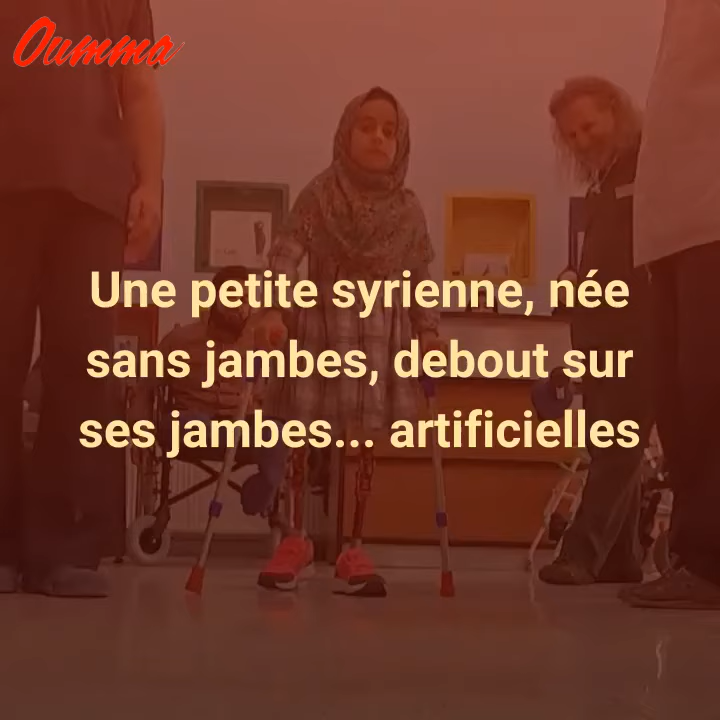 Oumma
Une petite syrienne, née
sans jambes, debout sur
ses jambes... artificielles